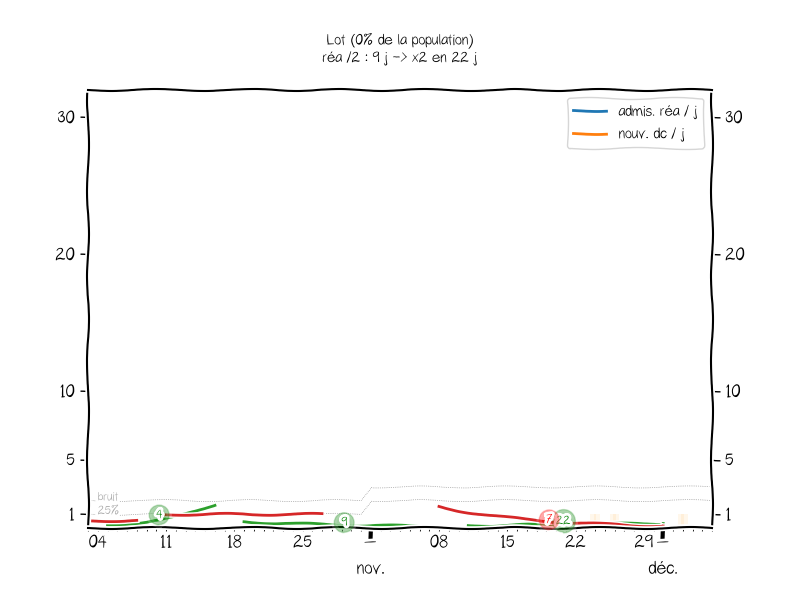 Lot (0% de la population)
réa /2 : 9 j -> x2 en 22 j
admis. réa / j
nouv. dc / j
30 30
20 20
10 10
5 5
bruit
25%
1 1
4 9 7 22
04 11 18 25 08 15 22 29
nov. déc.